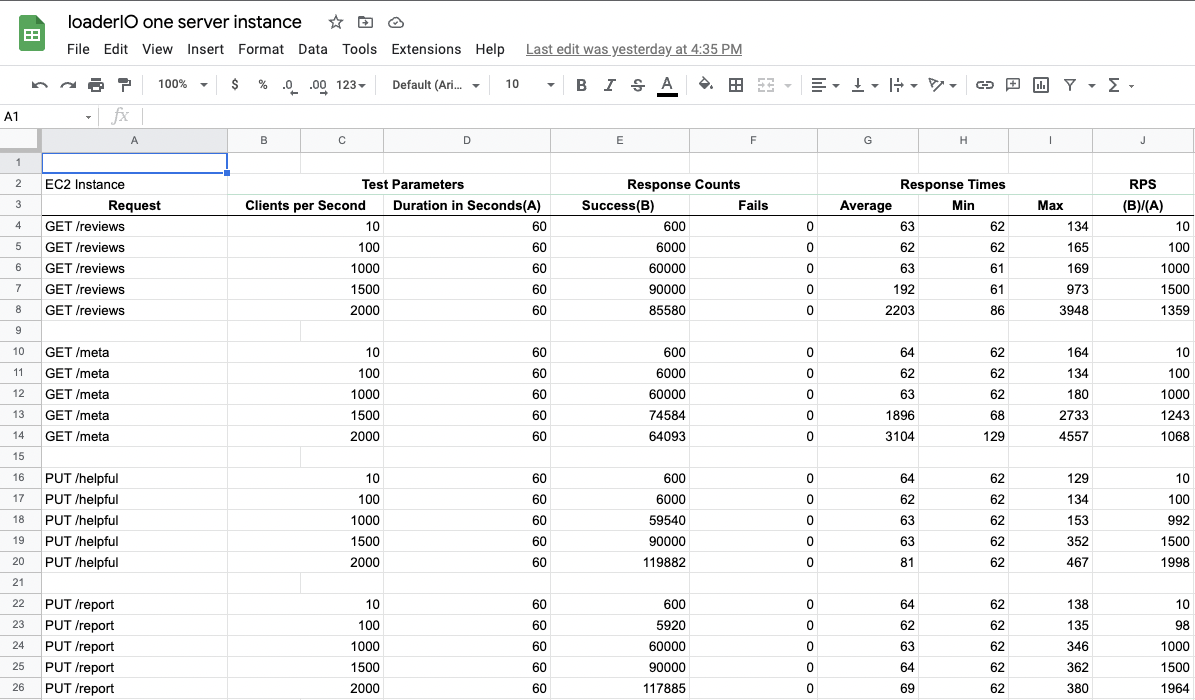 loaderIO one server instance
File Edit View Insert Format Data Tools Extensions Help Last edit was yesterday at 4:35 PM
100% $ % .0 .00 123 Default (Ari... 10 B I S A
A1 fx
A B C D E F G H I J
1
2 EC2 Instance Test Parameters Response Counts Response Times RPS
3 Request Clients per Second Duration in Seconds(A) Success(B) Fails Average Min Max (B)/(A)
4 GET /reviews 10 60 600 0 63 62 134 10
5 GET /reviews 100 60 6000 0 62 62 165 100
6 GET /reviews 1000 60 60000 0 63 61 169 1000
7 GET /reviews 1500 60 90000 0 192 61 973 1500
8 GET /reviews 2000 60 85580 0 2203 86 3948 1359
9
10 GET /meta 10 60 600 0 64 62 164 10
11 GET /meta 100 60 6000 0 62 62 134 100
12 GET /meta 1000 60 60000 0 63 62 180 1000
13 GET /meta 1500 60 74584 0 1896 68 2733 1243
14 GET /meta 2000 60 64093 0 3104 129 4557 1068
15
16 PUT /helpful 10 60 600 0 64 62 129 10
17 PUT /helpful 100 60 6000 0 62 62 134 100
18 PUT /helpful 1000 60 59540 0 63 62 153 992
19 PUT /helpful 1500 60 90000 0 63 62 352 1500
20 PUT /helpful 2000 60 119882 0 81 62 467 1998
21
22 PUT /report 10 60 600 0 64 62 138 10
23 PUT /report 100 60 5920 0 62 62 135 98
24 PUT /report 1000 60 60000 0 63 62 346 1000
25 PUT /report 1500 60 90000 0 64 62 362 1500
26 PUT /report 2000 60 117885 0 69 62 380 1964